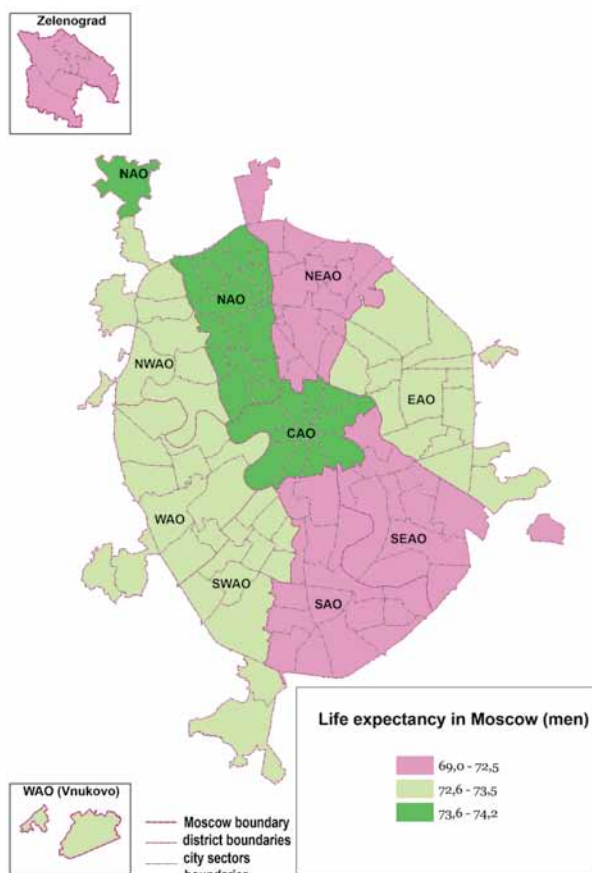 Zelenograd
NAO
NAO
NEAO
NWAO
EAO
CAO
WAO
SEAO
SWAO
SAO
Life expectancy in Moscow (men)
69,0 - 72,5
72,6 - 73,5
73,6 - 74,2
WAO (Vnukovo)
Moscow boundary
district boundaries
city sectors